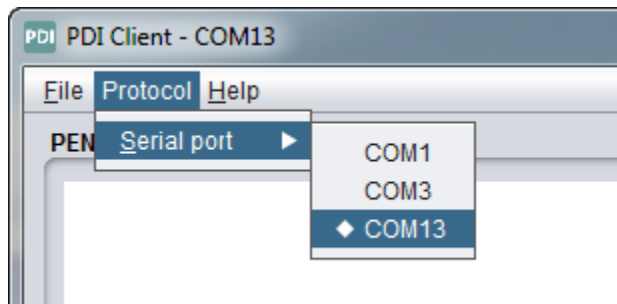 PDI PDI Client - COM13
File Protocol Help
PEN
Serial port
COM1
COM3
COM13